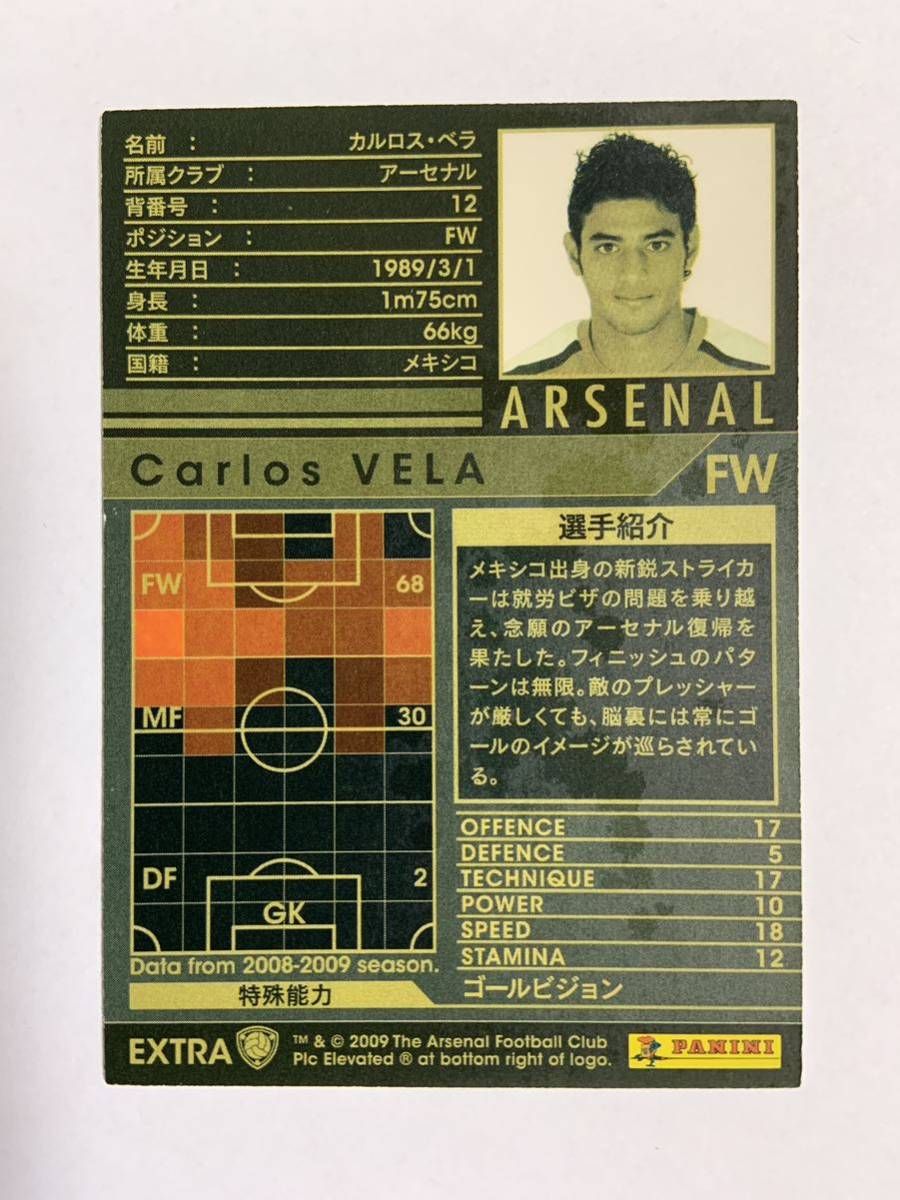 名前 : カルロス・ベラ
所属クラブ : アーセナル
背番号 : 12
ポジション : FW
生年月日 : 1989/3/1
身長 : 1m75cm
体重 : 66kg
国籍 : メキシコ
ARSENAL
Carlos VELA FW
FW 68
MF 30
DF 2
GK
Data from 2008-2009 season.
選手紹介
メキシコ出身の新鋭ストライカ
ーは就労ビザの問題を乗り越
え、念願のアーセナル復帰を
果たした。フィニッシュのパタ
ーンは無限。敵のプレッシャー
が厳しくても、脳裏には常にゴ
ールのイメージが巡らされてい
る。
OFFENCE 17
DEFENCE 5
TECHNIQUE 17
POWER 10
SPEED 18
STAMINA 12
特殊能力 ゴールビジョン
EXTRA
™ & © 2009 The Arsenal Football Club
Plc Elevated ® at bottom right of logo.
PANINI